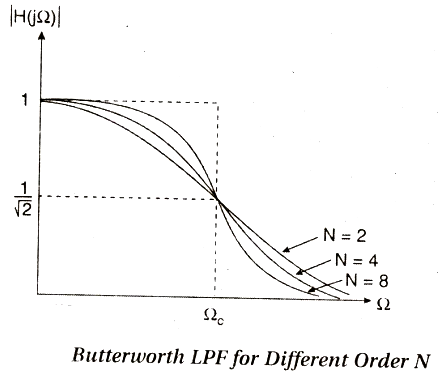 |H(jΩ)|
1
1/√2
N = 2
N = 4
N = 8
Ω
Ωc
Butterworth LPF for Different Order N